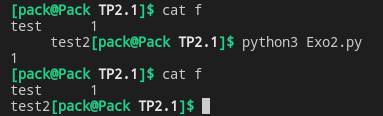 [pack@Pack TP2.1]$ cat f
test      1
     test2[pack@Pack TP2.1]$ python3 Exo2.py
1
[pack@Pack TP2.1]$ cat f
test      1
test2[pack@Pack TP2.1]$